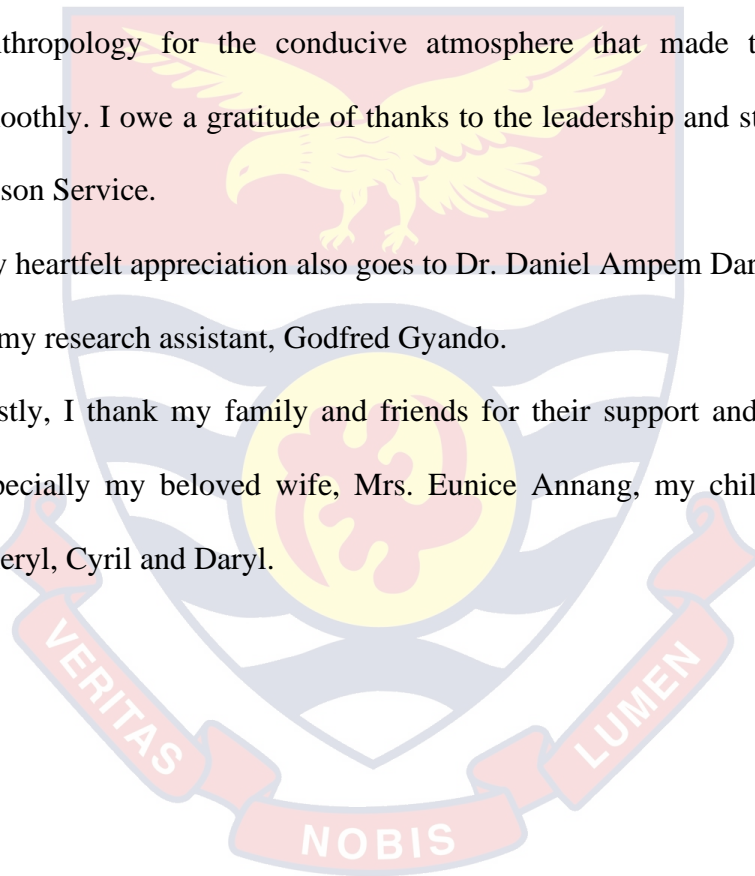 nthropology for the conducive atmosphere that made t
oothly. I owe a gratitude of thanks to the leadership and st
son Service.
y heartfelt appreciation also goes to Dr. Daniel Ampem Dar
my research assistant, Godfred Gyando.
stly, I thank my family and friends for their support and
pecially my beloved wife, Mrs. Eunice Annang, my chil
eryl, Cyril and Daryl.
VERITAS
NOBIS
LUMEN